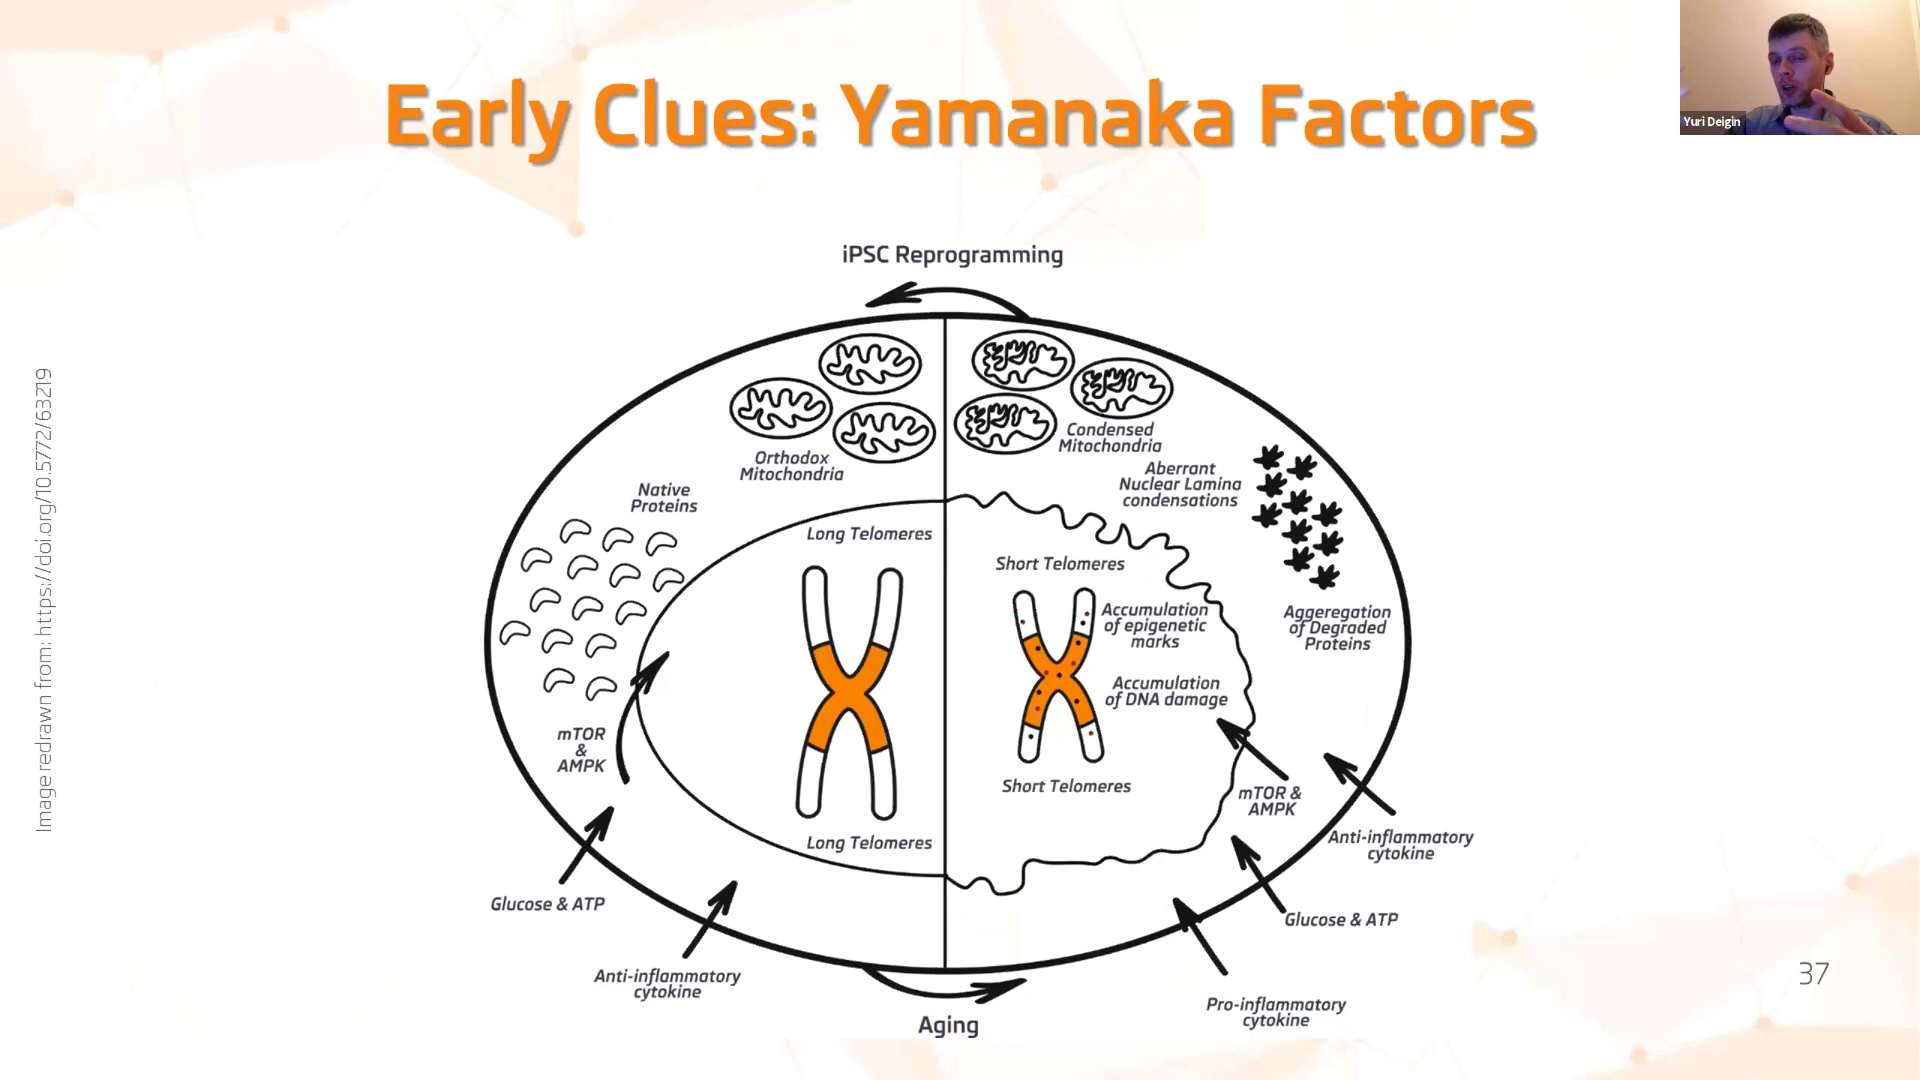 Early Clues: Yamanaka Factors
Yuri Deigin
iPSC Reprogramming
Orthodox
Mitochondria
Condensed
Mitochondria
Native
Proteins
Aberrant
Nuclear Lamina
condensations
Long Telomeres
Short Telomeres
Accumulation
of epigenetic
marks
Accumulation
of DNA damage
Aggeregation
of Degraded
Proteins
mTOR
&
AMPK
Short Telomeres
mTOR &
AMPK
Long Telomeres
Anti-inflammatory
cytokine
Glucose & ATP
Glucose & ATP
Anti-inflammatory
cytokine
Pro-inflammatory
cytokine
Aging
37
Image redrawn from: https://doi.org/10.5772/63219